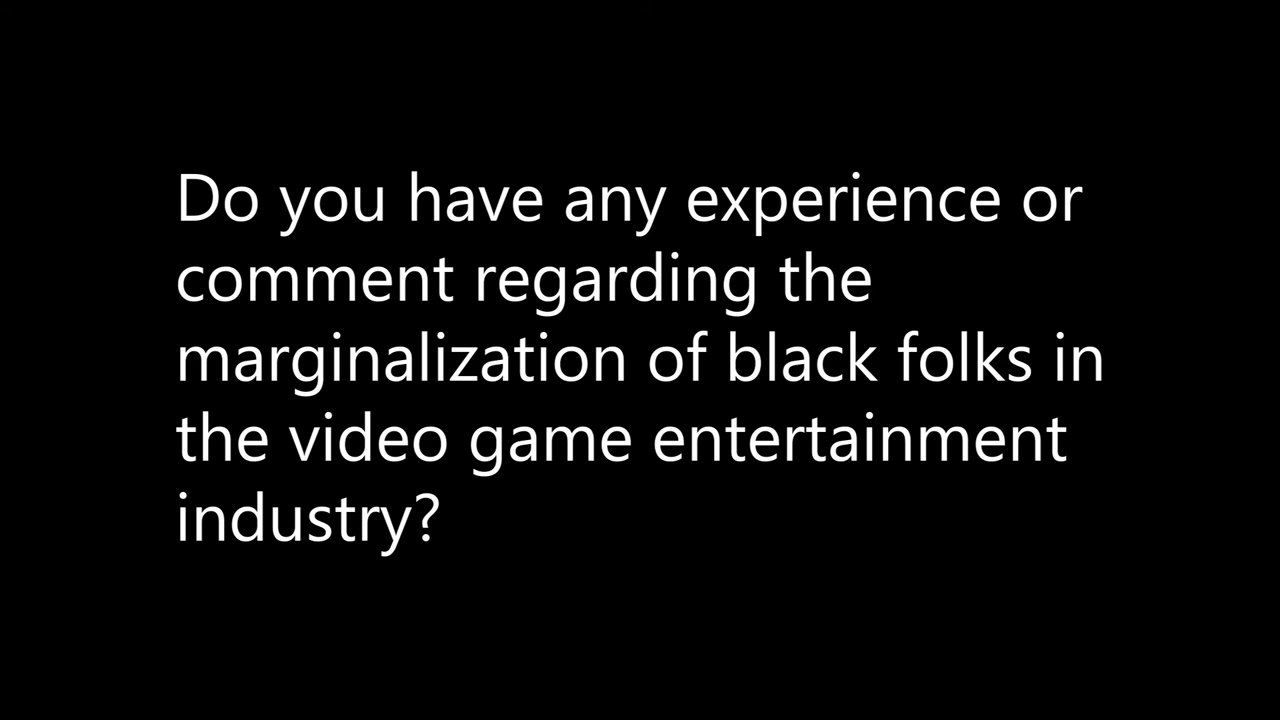 Do you have any experience or
comment regarding the
marginalization of black folks in
the video game entertainment
industry?